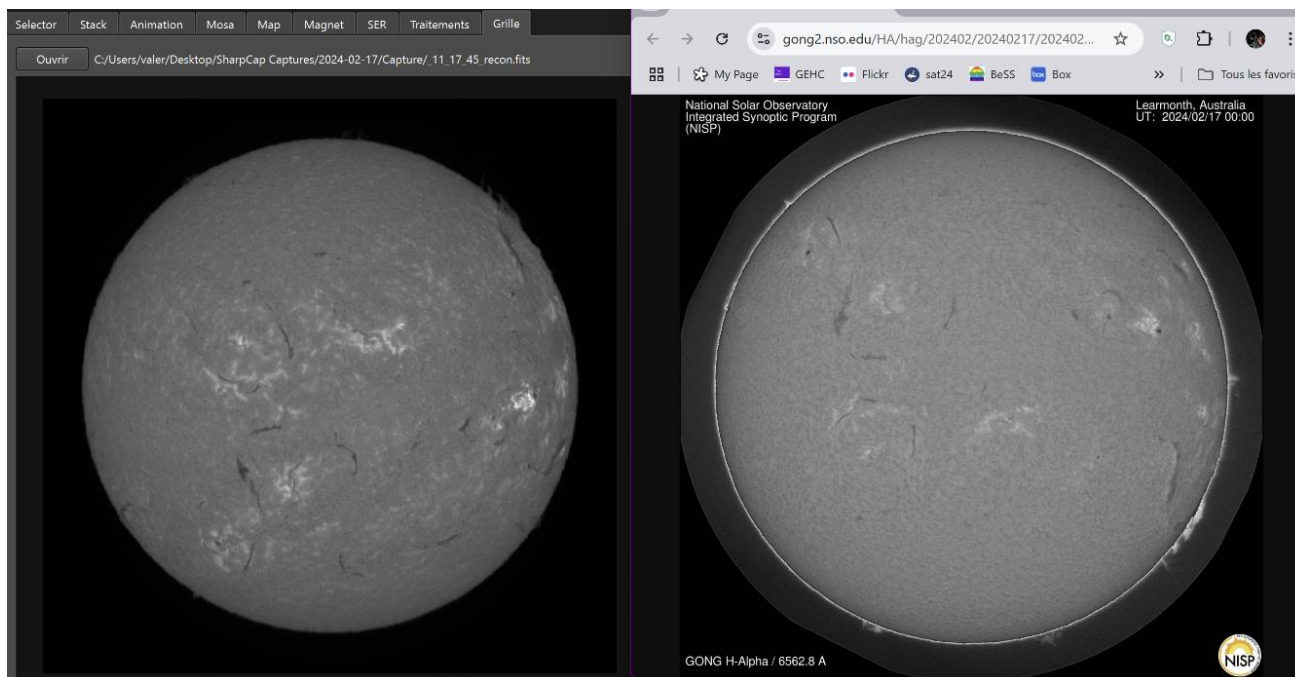 Selector Stack Animation Mosa Map Magnet SER Traitements Grille
Ouvrir C:/Users/valer/Desktop/SharpCap Captures/2024-02-17/Capture/_11_17_45_recon.fits
gong2.nso.edu/HA/hag/202402/20240217/202402...
My Page GEHC Flickr sat24 BeSS box Box » Tous les favoris
National Solar Observatory
Integrated Synoptic Program
(NISP)
Learmonth, Australia
UT: 2024/02/17 00:00
GONG H-Alpha / 6562.8 A
NISP